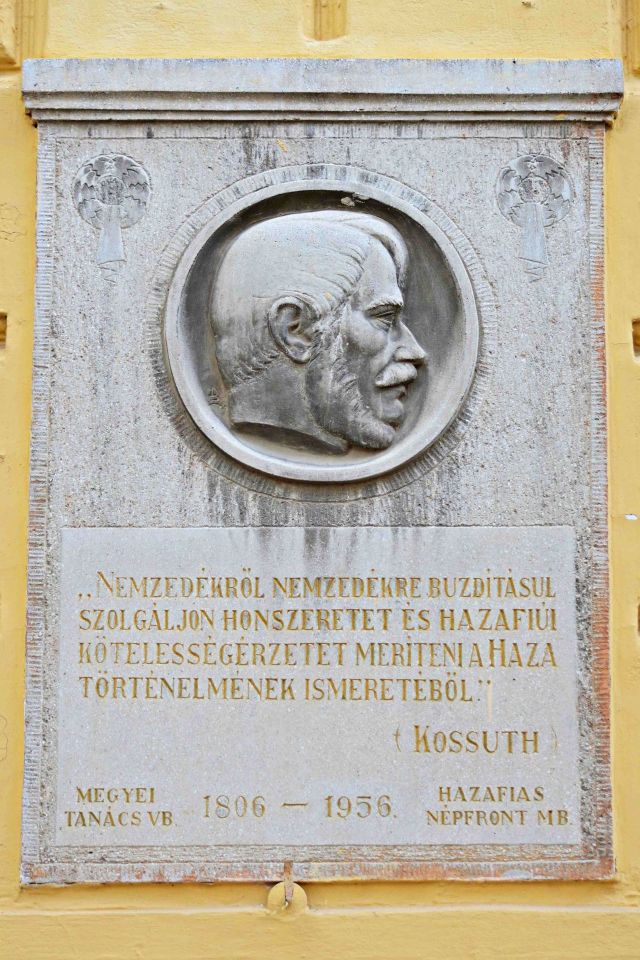 „NEMZEDÉKRŐL NEMZEDÉKRE BUZDÍTÁSUL
SZOLGÁLJON HONSZERETET ÉS HAZAFIÚI
KÖTELESSÉGÉRZETET MERÍTENI A HAZA
TÖRTÉNELMÉNEK ISMERETÉBŐL”
(KOSSUTH)
MEGYEI TANÁCS VB.
1806 – 1956.
HAZAFIAS NÉPFRONT MB.